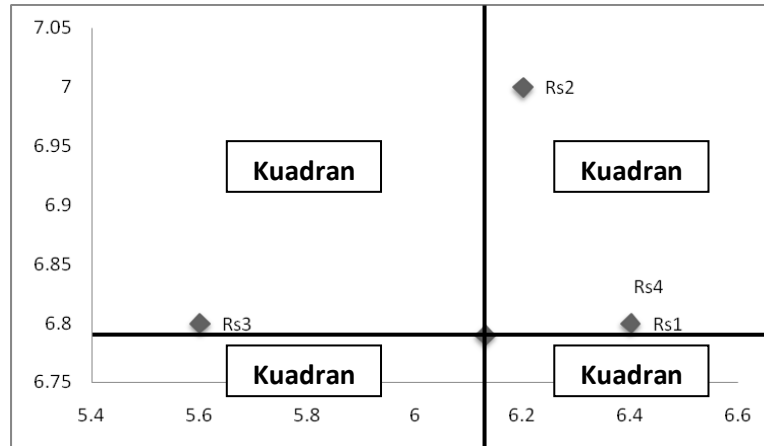 7.05
7
Rs2
6.95
Kuadran
Kuadran
6.9
6.85
Rs4
6.8
Rs3
Rs1
Kuadran
Kuadran
6.75
5.4
5.6
5.8
6
6.2
6.4
6.6